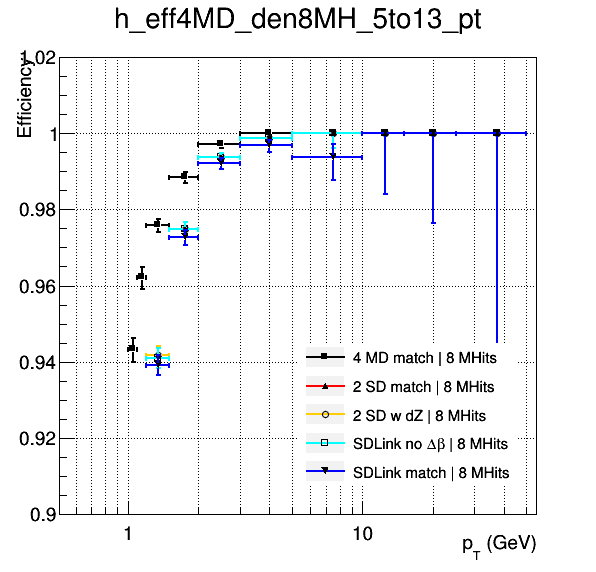 h_eff4MD_den8MH_5to13_pt
Efficiency
1.02
1
0.98
0.96
0.94
0.92
0.9
4 MD match | 8 MHits
2 SD match | 8 MHits
2 SD w dZ | 8 MHits
SDLink no Δβ | 8 MHits
SDLink match | 8 MHits
1
10
p_T (GeV)